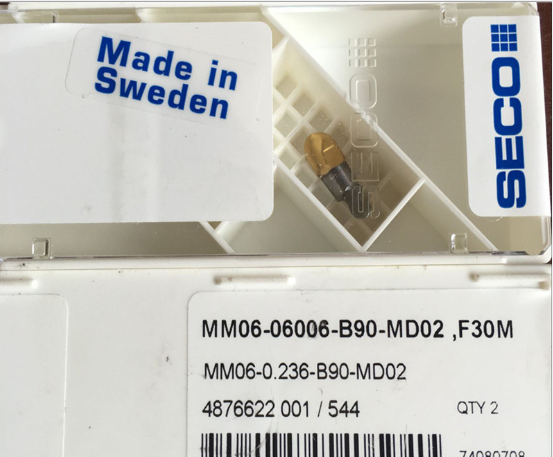 Made in
Sweden
SECO
SECO
MM06-06006-B90-MD02 ,F30M
MM06-0.236-B90-MD02
4876622 001 / 544
QTY 2